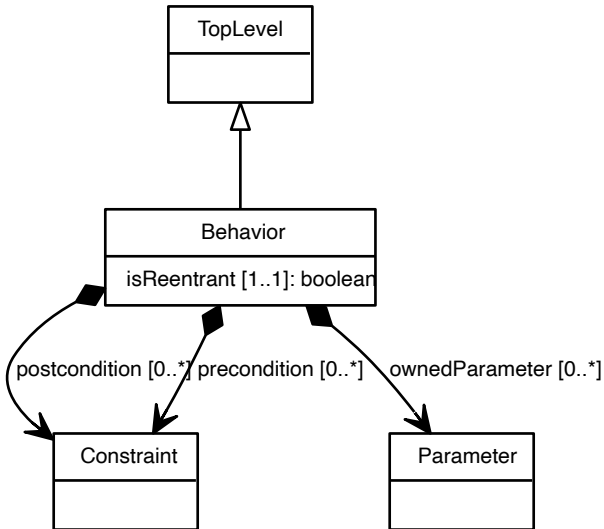 TopLevel
Behavior
isReentrant [1..1]: boolean
postcondition [0..*]
precondition [0..*]
ownedParameter [0..*]
Constraint
Parameter